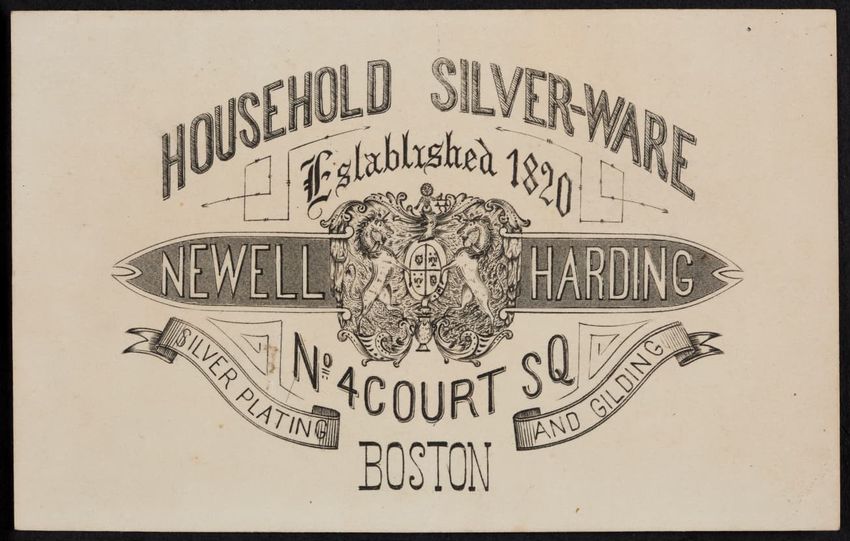 HOUSEHOLD SILVER-WARE
Established 1820
NEWELL HARDING
SILVER PLATING AND GILDING
No. 4 COURT SQ
BOSTON